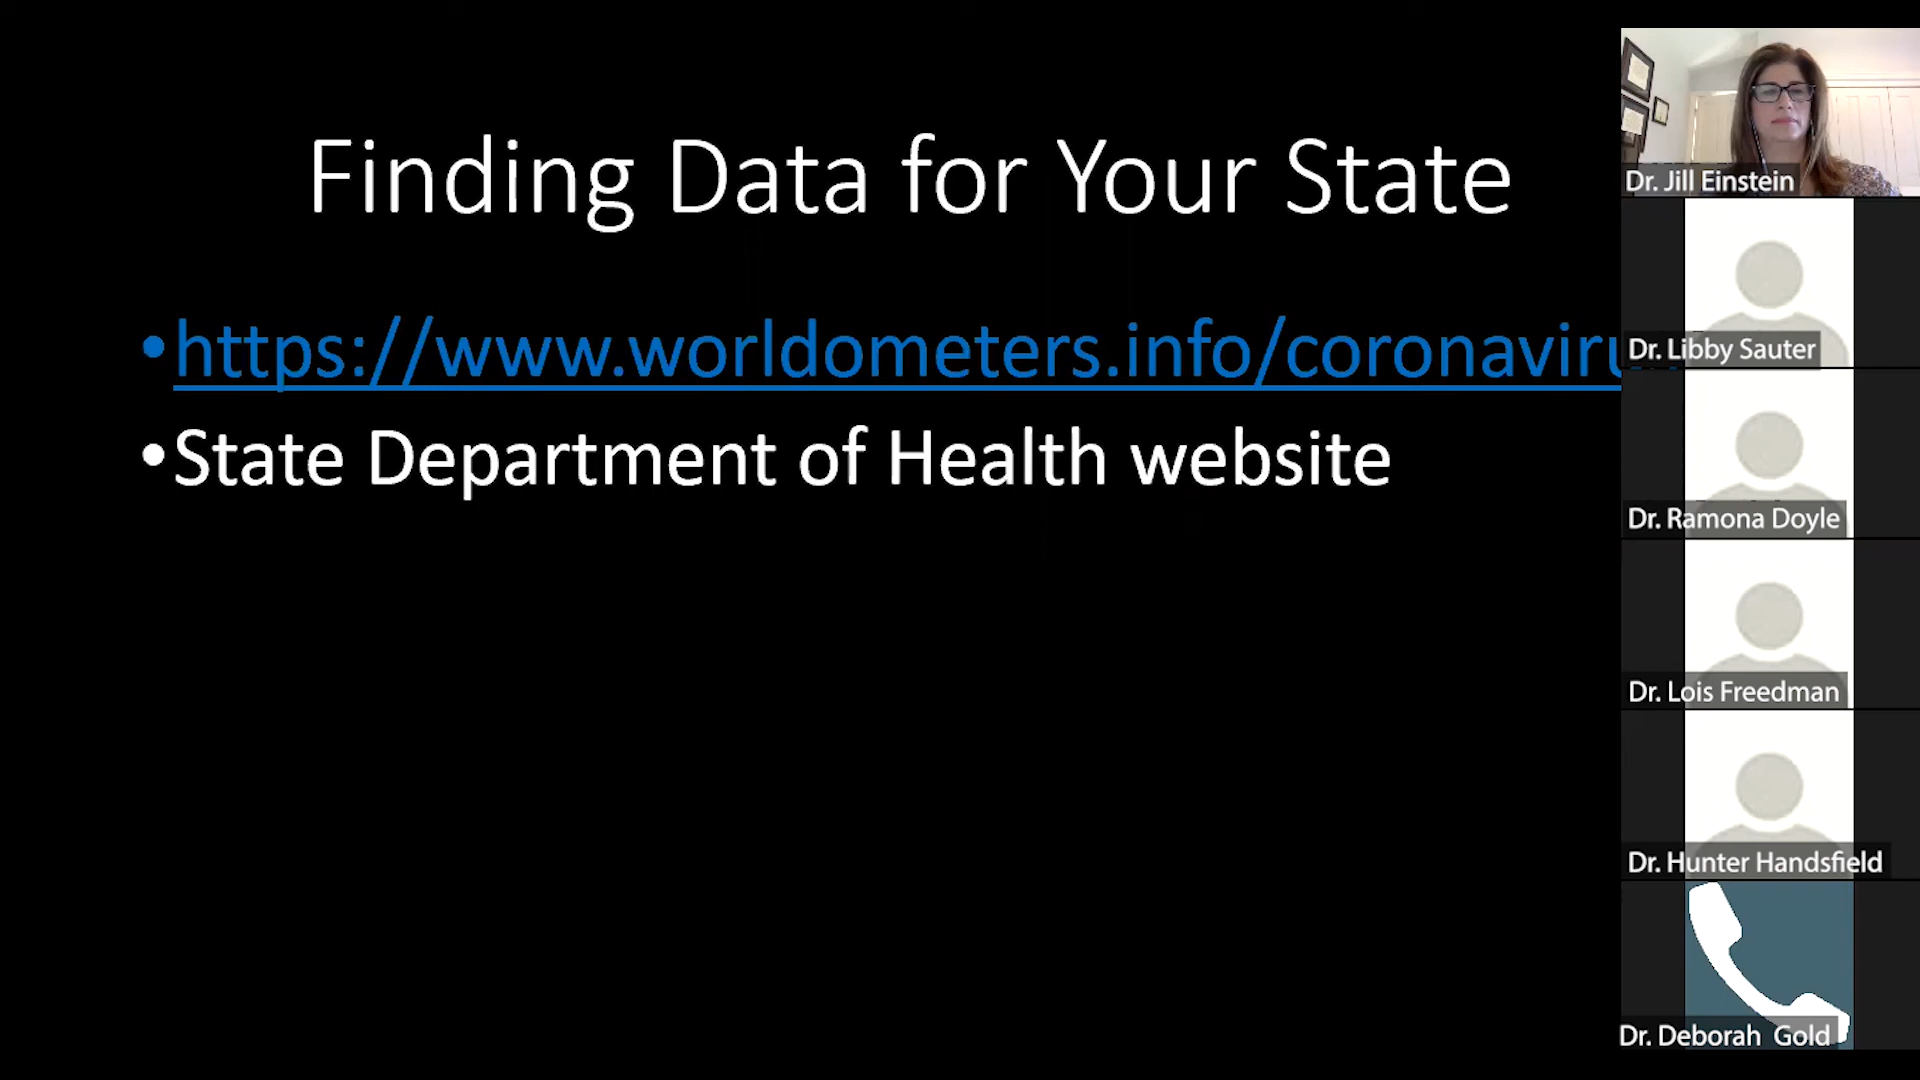 Finding Data for Your State
•https://www.worldometers.info/coronaviru
•State Department of Health website
Dr. Jill Einstein
Dr. Libby Sauter
Dr. Ramona Doyle
Dr. Lois Freedman
Dr. Hunter Handsfield
Dr. Deborah Gold